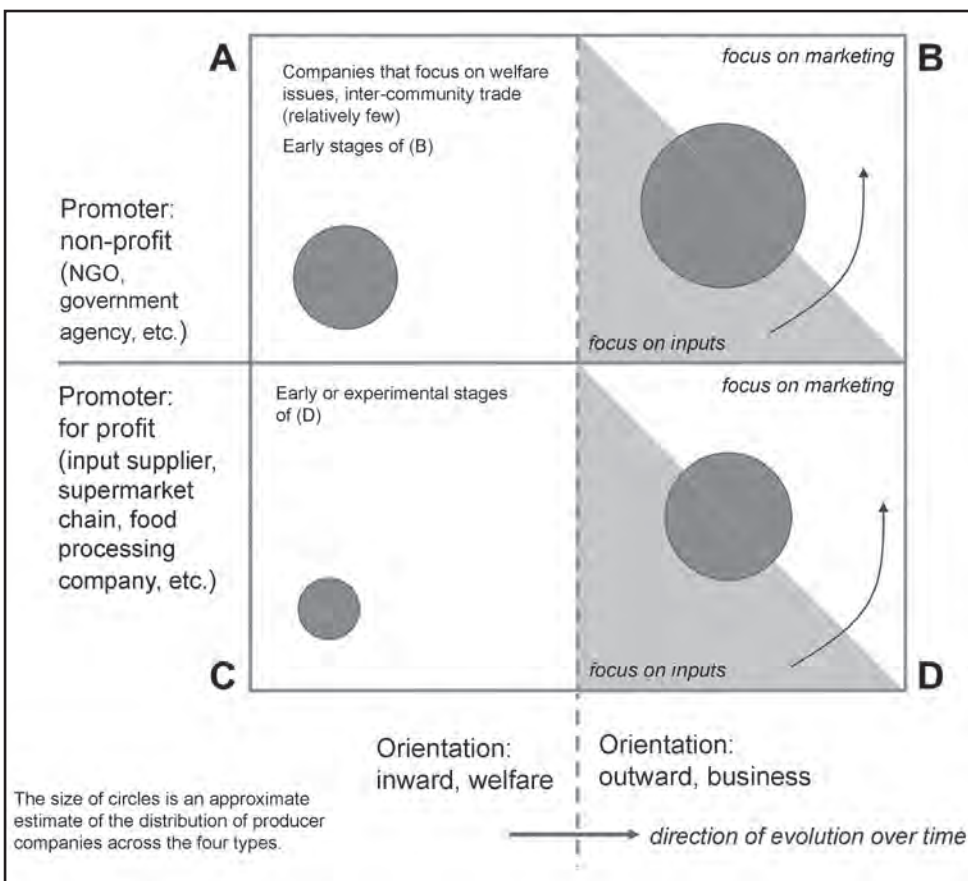 A
Companies that focus on welfare
issues, inter-community trade
(relatively few)
Early stages of (B)
focus on marketing
B
Promoter:
non-profit
(NGO,
government
agency, etc.)
focus on inputs
Promoter:
for profit
(input supplier,
supermarket
chain, food
processing
company, etc.)
Early or experimental stages
of (D)
focus on marketing
C
focus on inputs
D
Orientation:
inward, welfare
Orientation:
outward, business
The size of circles is an approximate
estimate of the distribution of producer
companies across the four types.
direction of evolution over time